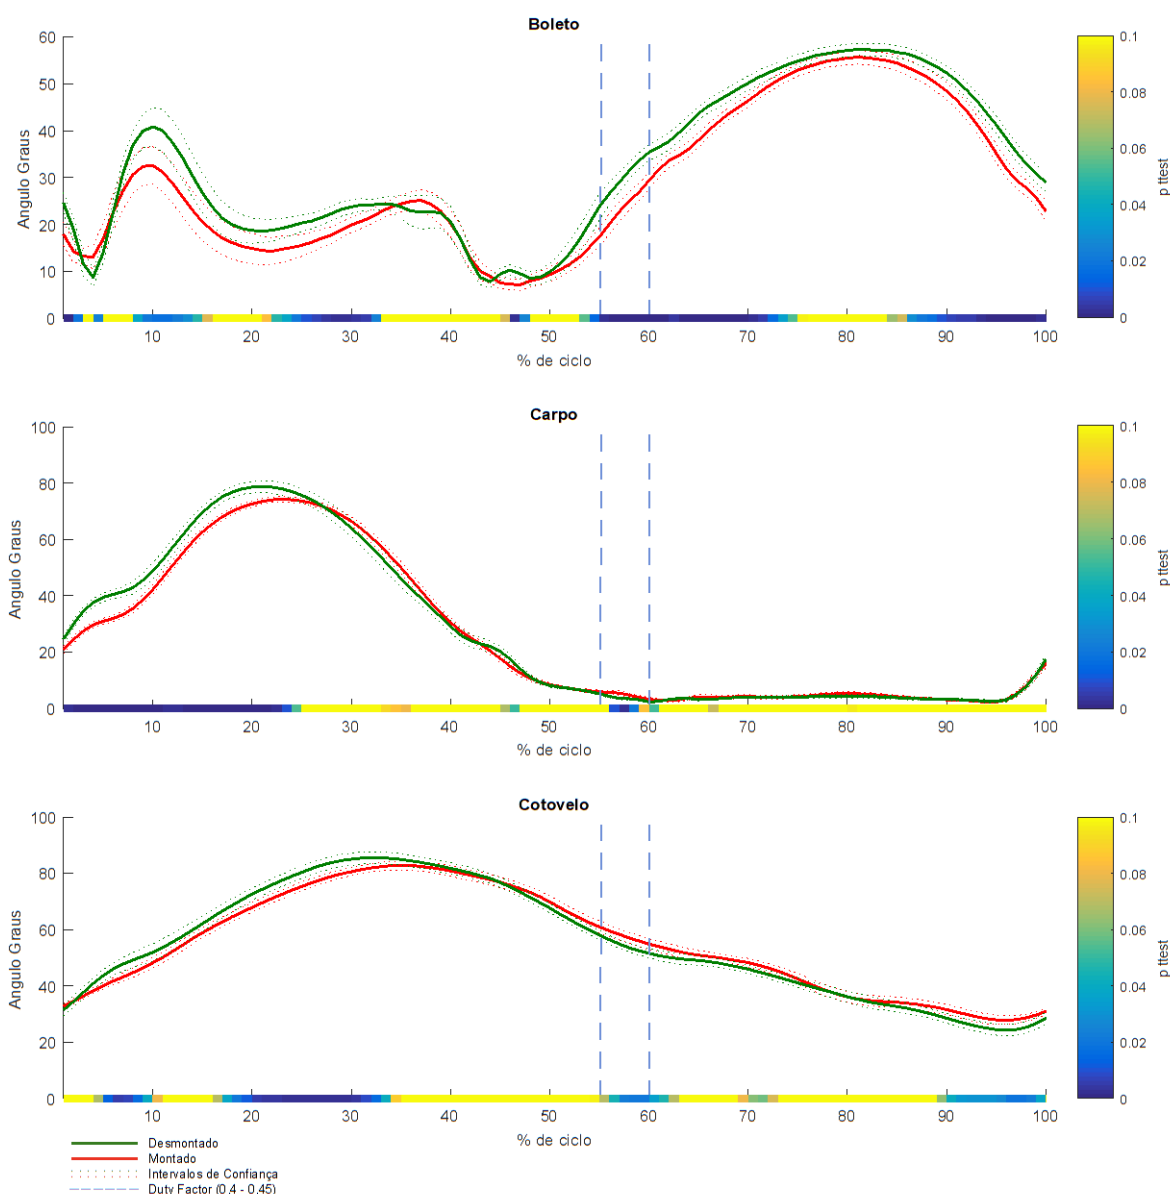 Boleto
60
50
40
30
20
10
0
Angulo Graus
10 20 30 40 50 60 70 80 90 100
% de ciclo
0.1
0.08
0.06
0.04
0.02
0
p ttest
Carpo
100
80
60
40
20
0
Angulo Graus
10 20 30 40 50 60 70 80 90 100
% de ciclo
0.1
0.08
0.06
0.04
0.02
0
p ttest
Cotovelo
100
80
60
40
20
0
Angulo Graus
10 20 30 40 50 60 70 80 90 100
% de ciclo
0.1
0.08
0.06
0.04
0.02
0
p ttest
Desmontado
Montado
Intervalos de Confiança
Duty Factor (0.4 - 0.45)